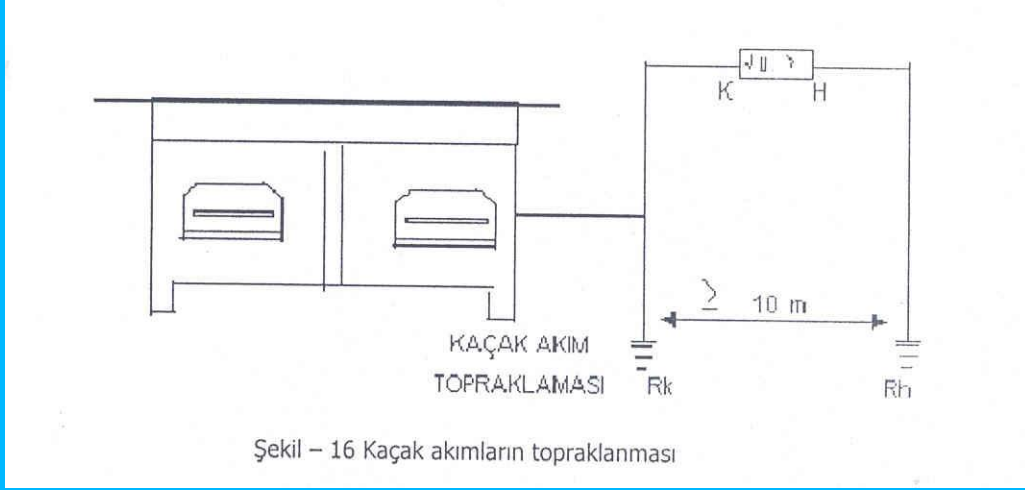 K H
≥ 10 m
KAÇAK AKIM
TOPRAKLAMASI Rk Rh
Şekil – 16 Kaçak akımların topraklanması